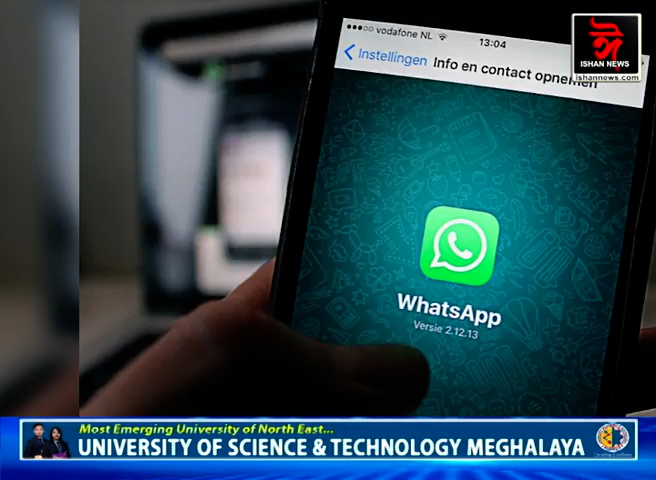 vodafone NL
13:04
Instellingen
Info en contact opnemen
ISHAN NEWS
ishannews.com
WhatsApp
Versie 2.12.13
Most Emerging University of North East...
UNIVERSITY OF SCIENCE & TECHNOLOGY MEGHALAYA